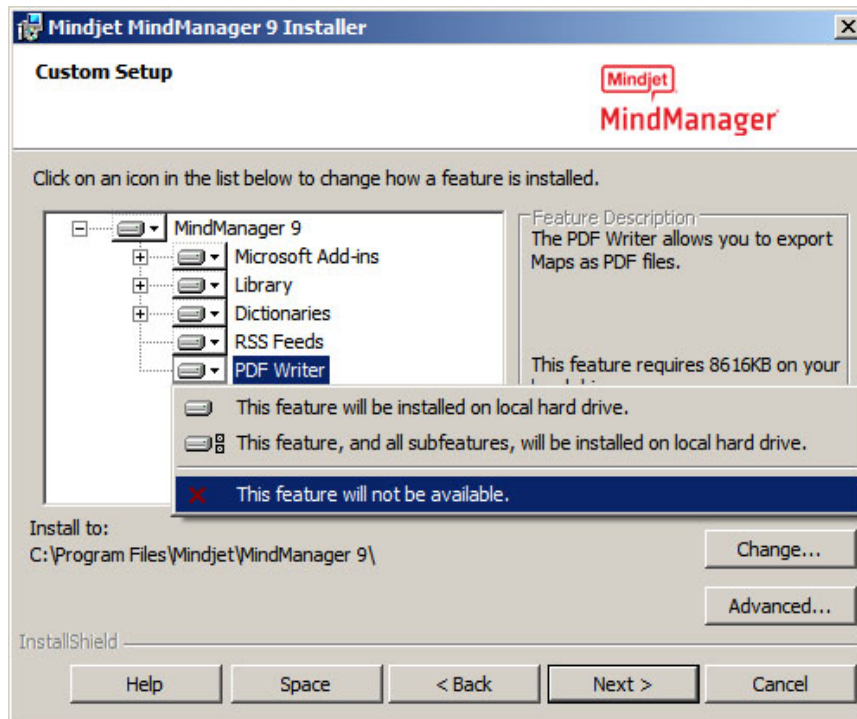 Mindjet MindManager 9 Installer
Custom Setup
Mindjet
MindManager
Click on an icon in the list below to change how a feature is installed.
MindManager 9
Microsoft Add-ins
Library
Dictionaries
RSS Feeds
PDF Writer
Feature Description
The PDF Writer allows you to export
Maps as PDF files.
This feature requires 8616KB on your
This feature will be installed on local hard drive.
This feature, and all subfeatures, will be installed on local hard drive.
This feature will not be available.
Install to:
C:\Program Files\Mindjet\MindManager 9\
Change...
Advanced...
InstallShield
Help
Space
< Back
Next >
Cancel